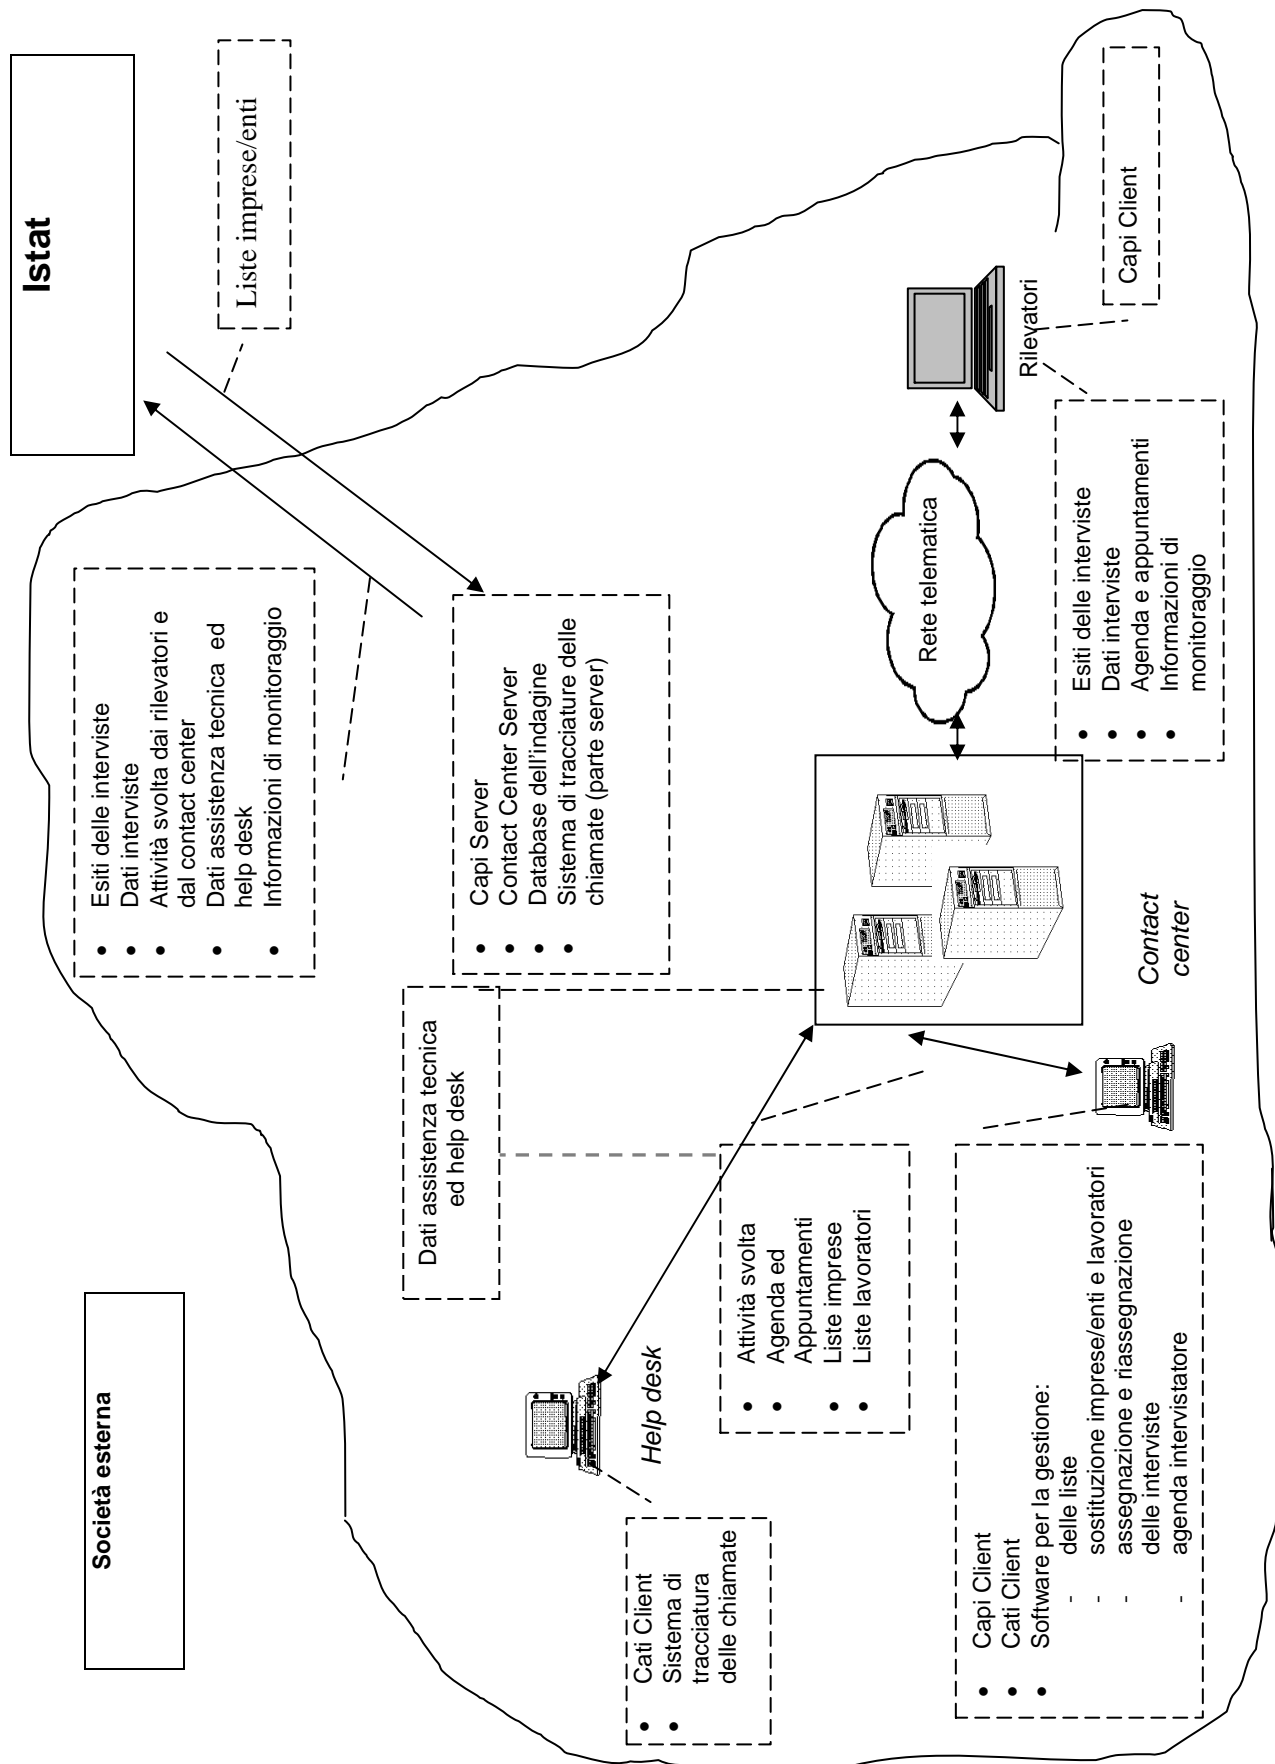 Società esterna
Istat
Liste imprese/enti
• Esiti delle interviste
• Dati interviste
• Attività svolta dai rilevatori e
dal contact center
• Dati assistenza tecnica ed
help desk
• Informazioni di monitoraggio
• Capi Server
• Contact Center Server
• Database dell'indagine
• Sistema di tracciature delle
chiamate (parte server)
Dati assistenza tecnica
ed help desk
Help desk
• Cati Client
• Sistema di
tracciatura
delle chiamate
• Attività svolta
• Agenda ed
Appuntamenti
• Liste imprese
• Liste lavoratori
Rete telematica
Rilevatori
Capi Client
• Esiti delle interviste
• Dati interviste
• Agenda e appuntamenti
• Informazioni di
monitoraggio
Contact
center
• Capi Client
• Cati Client
• Software per la gestione:
- delle liste
- sostituzione imprese/enti e lavoratori
- assegnazione e riassegnazione
delle interviste
- agenda intervistatore